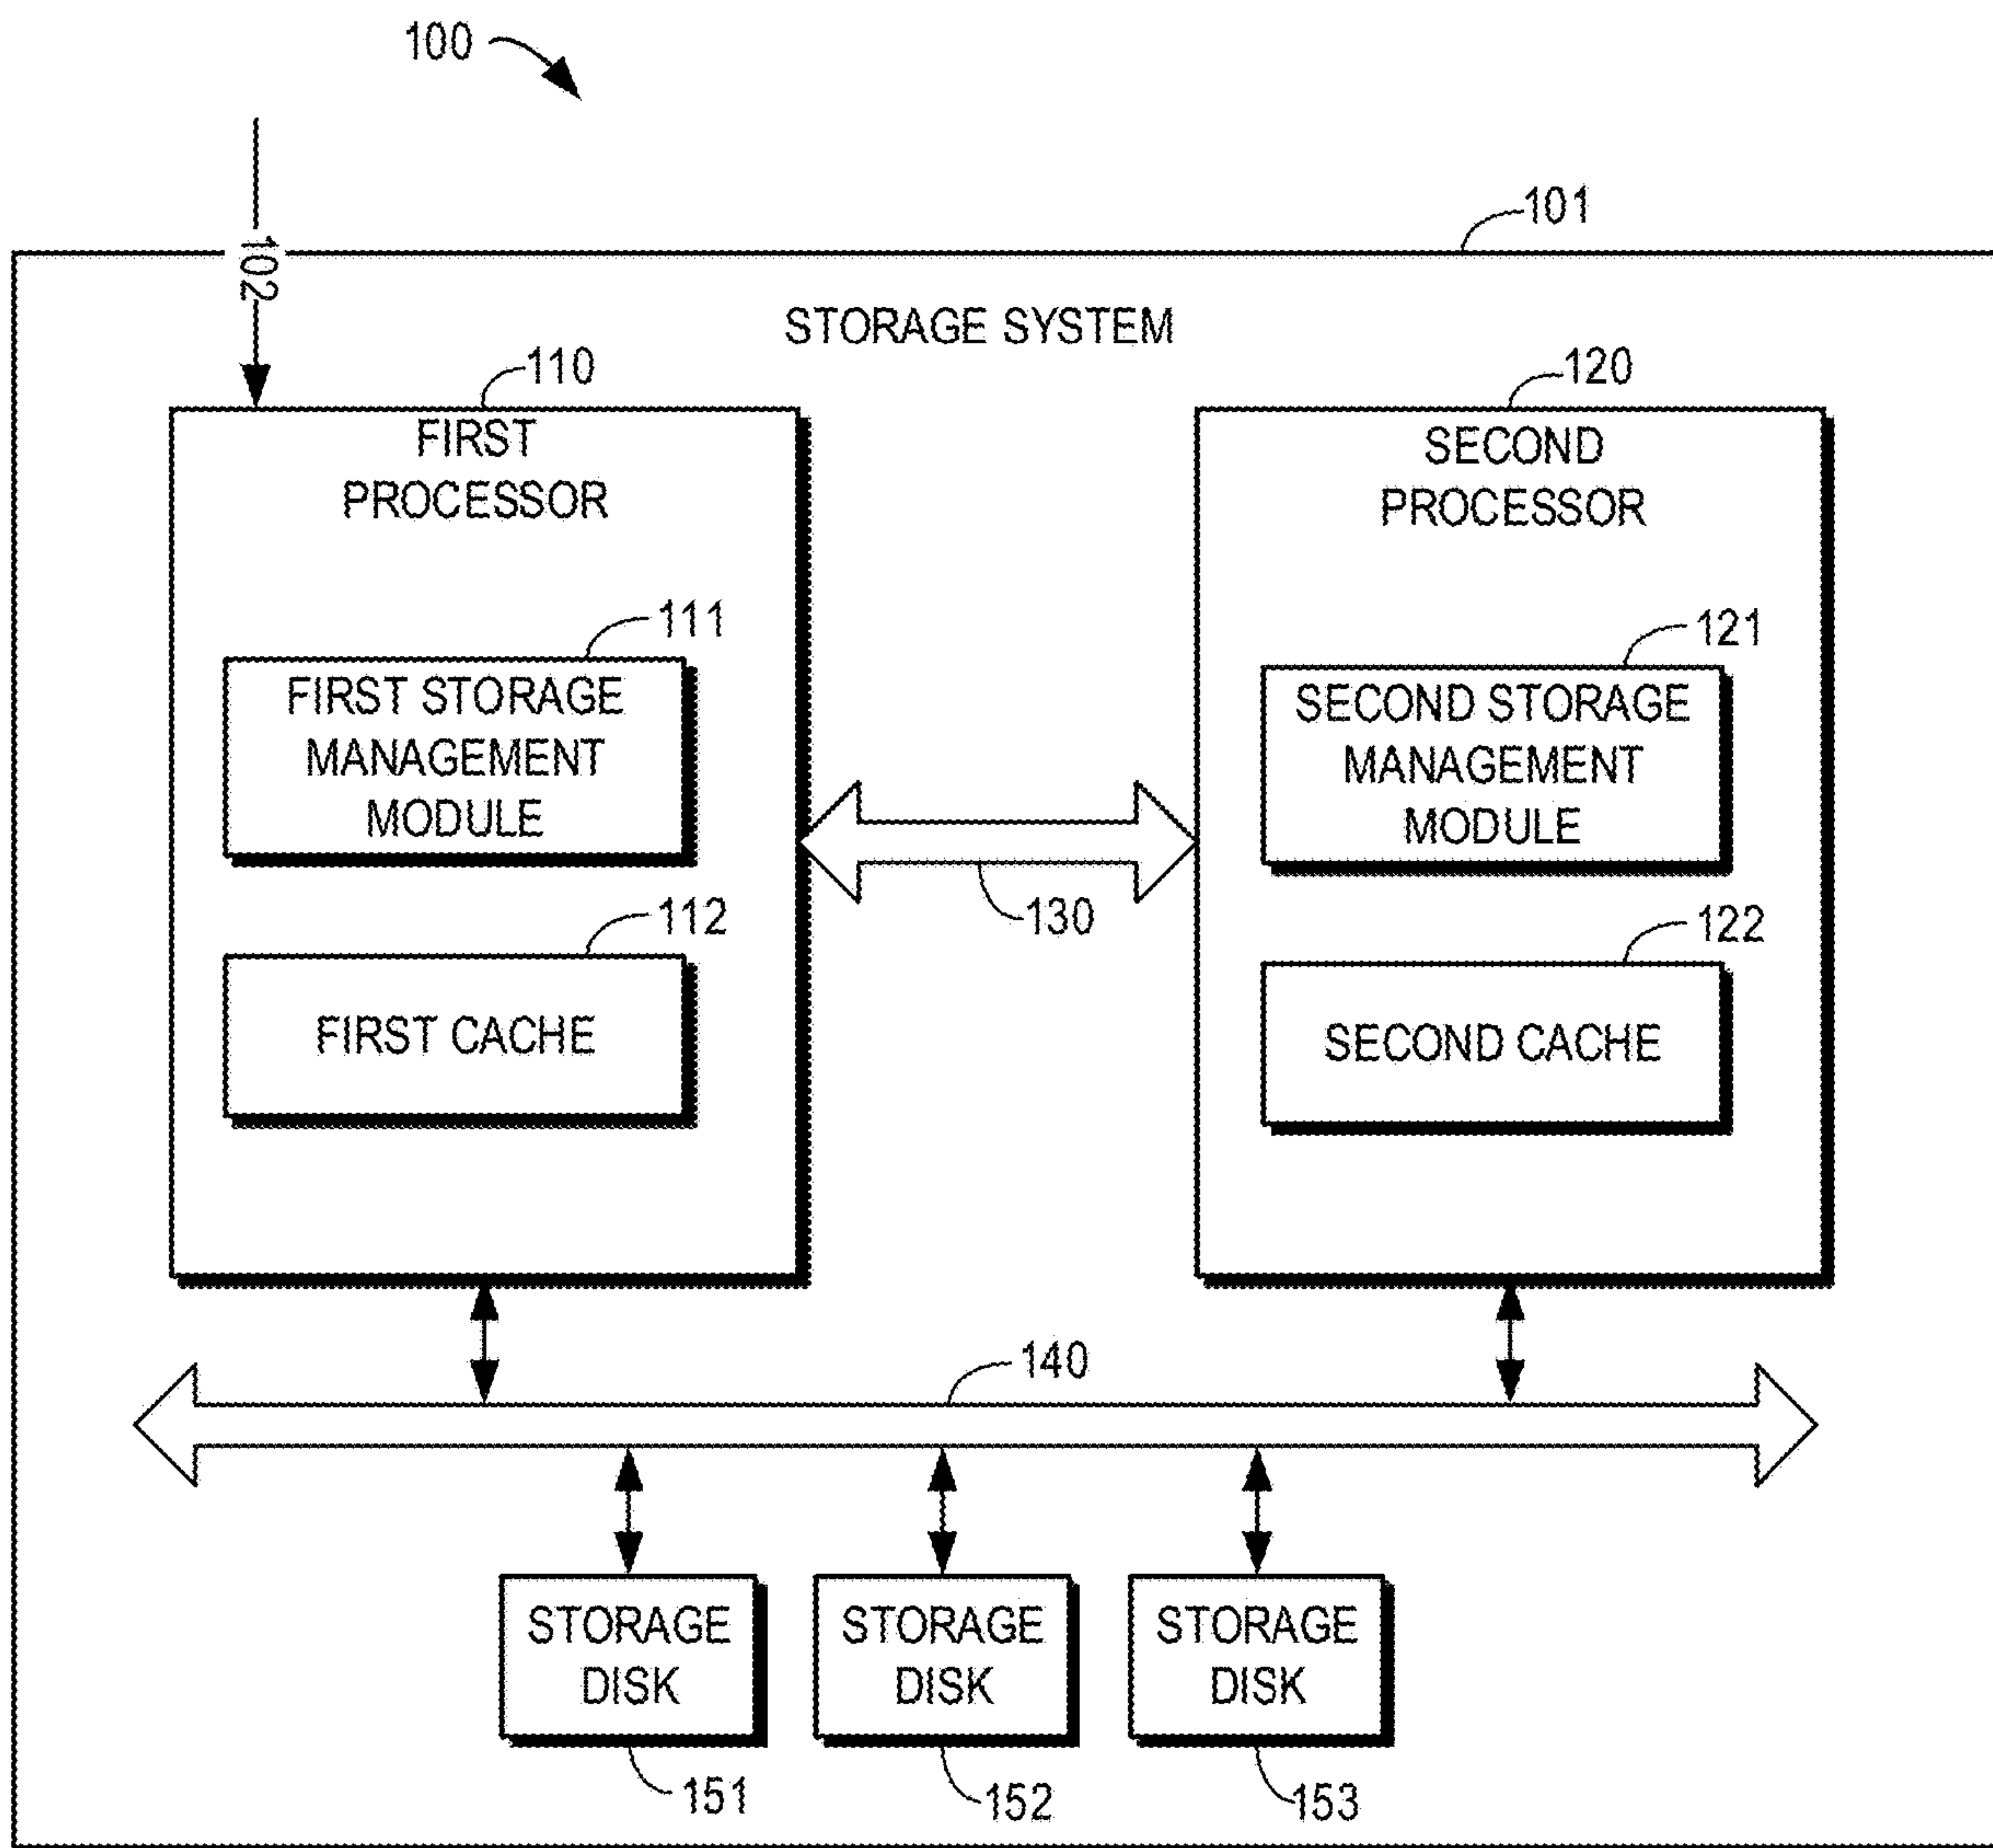 100
101
102
STORAGE SYSTEM
110
120
FIRST
PROCESSOR
SECOND
PROCESSOR
111
121
FIRST STORAGE
MANAGEMENT
MODULE
SECOND STORAGE
MANAGEMENT
MODULE
130
112
122
FIRST CACHE
SECOND CACHE
140
STORAGE
DISK
STORAGE
DISK
STORAGE
DISK
151
152
153